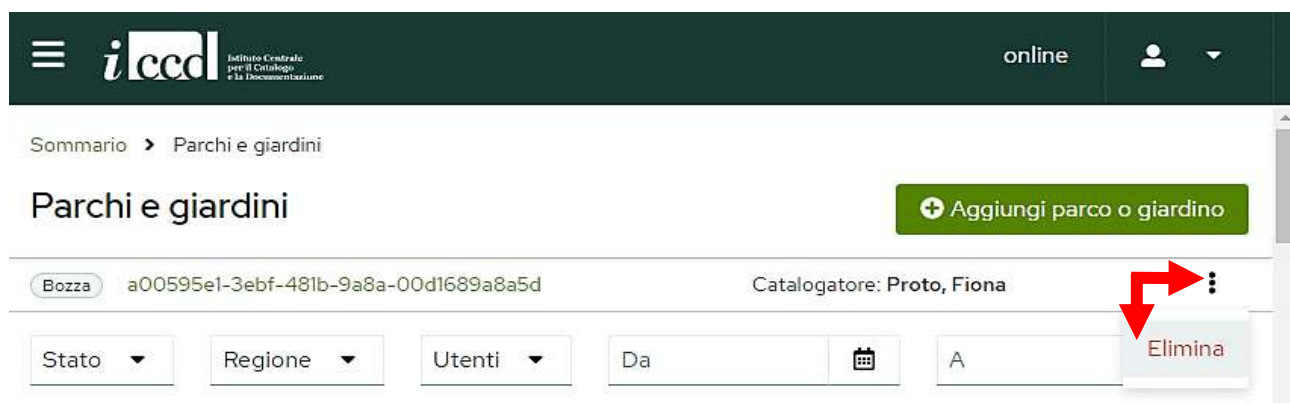 iccd Istituto Centrale
per il Catalogo
e la Documentazione
online
Sommario > Parchi e giardini
Parchi e giardini
Aggiungi parco o giardino
Bozza a00595e1-3ebf-481b-9a8a-00d1689a8a5d Catalogatore: Proto, Fiona
Elimina
Stato Regione Utenti Da A